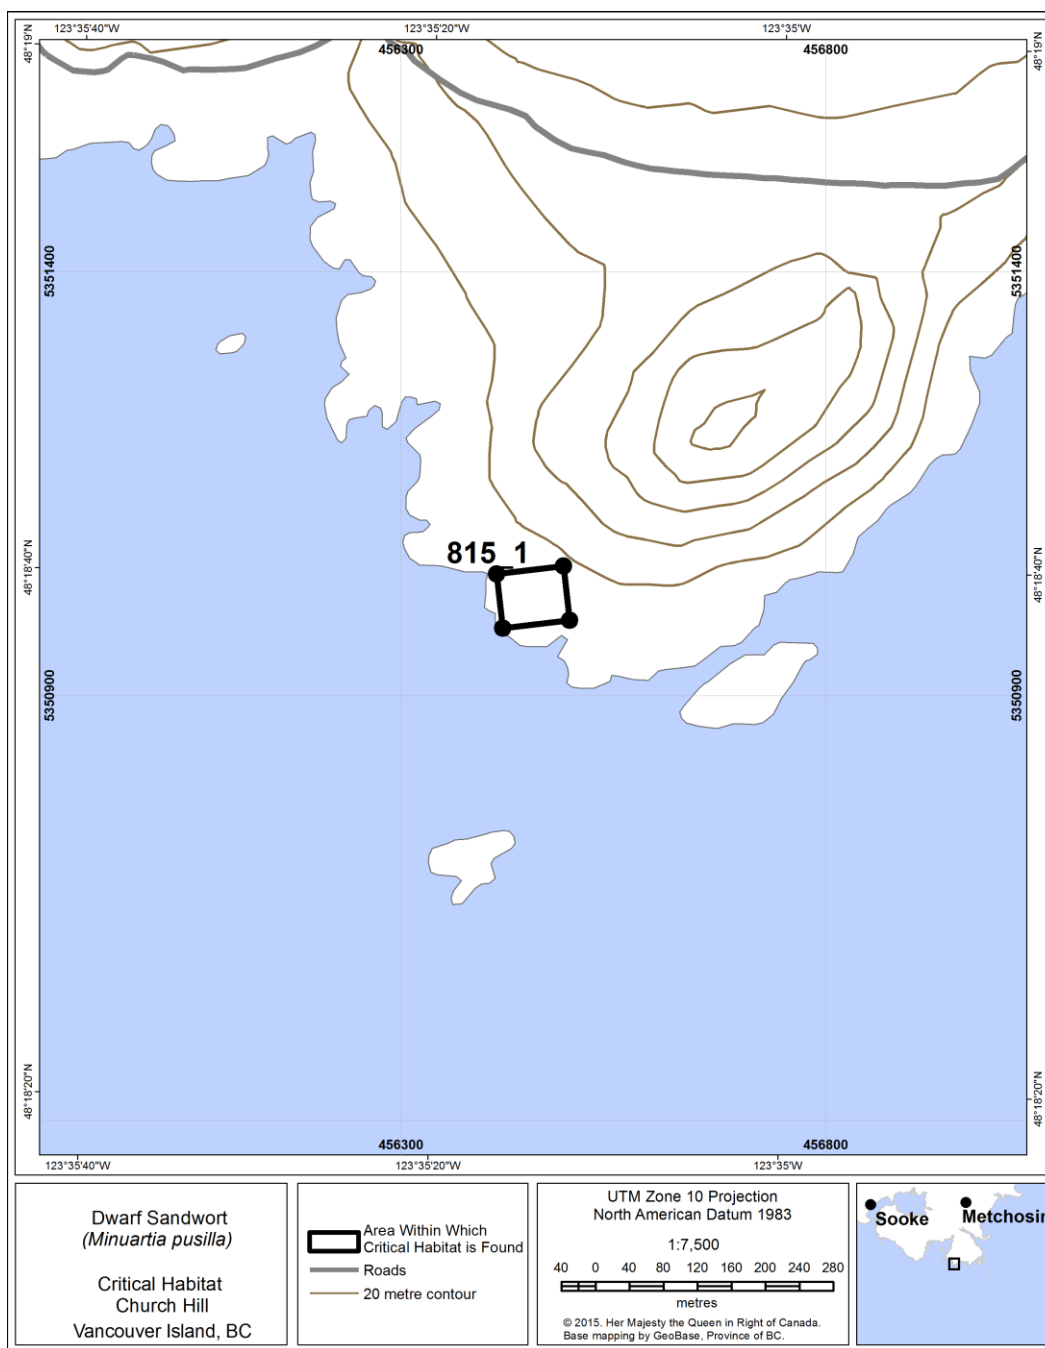 123°35'40"W
123°35'20"W
123°35'W
48°19'N
456300
456800
48°19'N
5351400
5351400
815_1
48°18'40"N
48°18'40"N
5350900
5350900
48°18'20"N
48°18'20"N
456300
456800
123°35'40"W
123°35'20"W
123°35'W
Dwarf Sandwort
(Minuartia pusilla)
Critical Habitat
Church Hill
Vancouver Island, BC
Area Within Which
Critical Habitat is Found
Roads
20 metre contour
UTM Zone 10 Projection
North American Datum 1983
1:7,500
40 0 40 80 120 160 200 240 280
metres
© 2015. Her Majesty the Queen in Right of Canada.
Base mapping by GeoBase, Province of BC.
Sooke
Metchosin